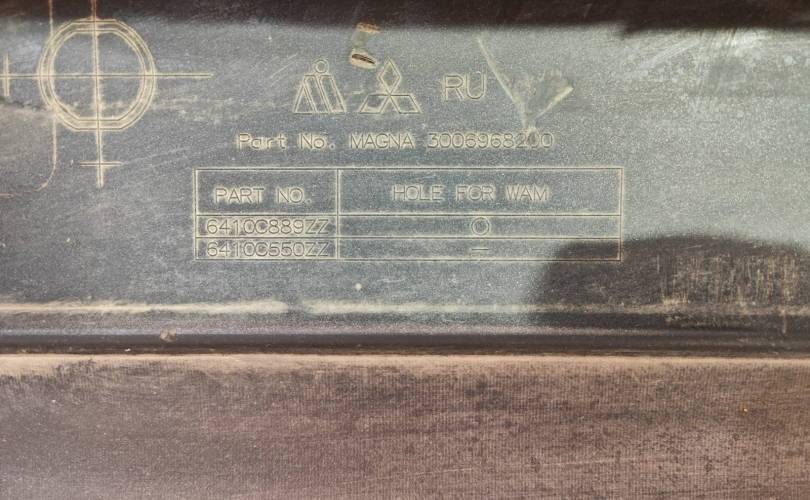 RU
Part No. MAGNA 3006968200
PART NO. HOLE FOR WAM
6410C889ZZ O
6410C550ZZ –